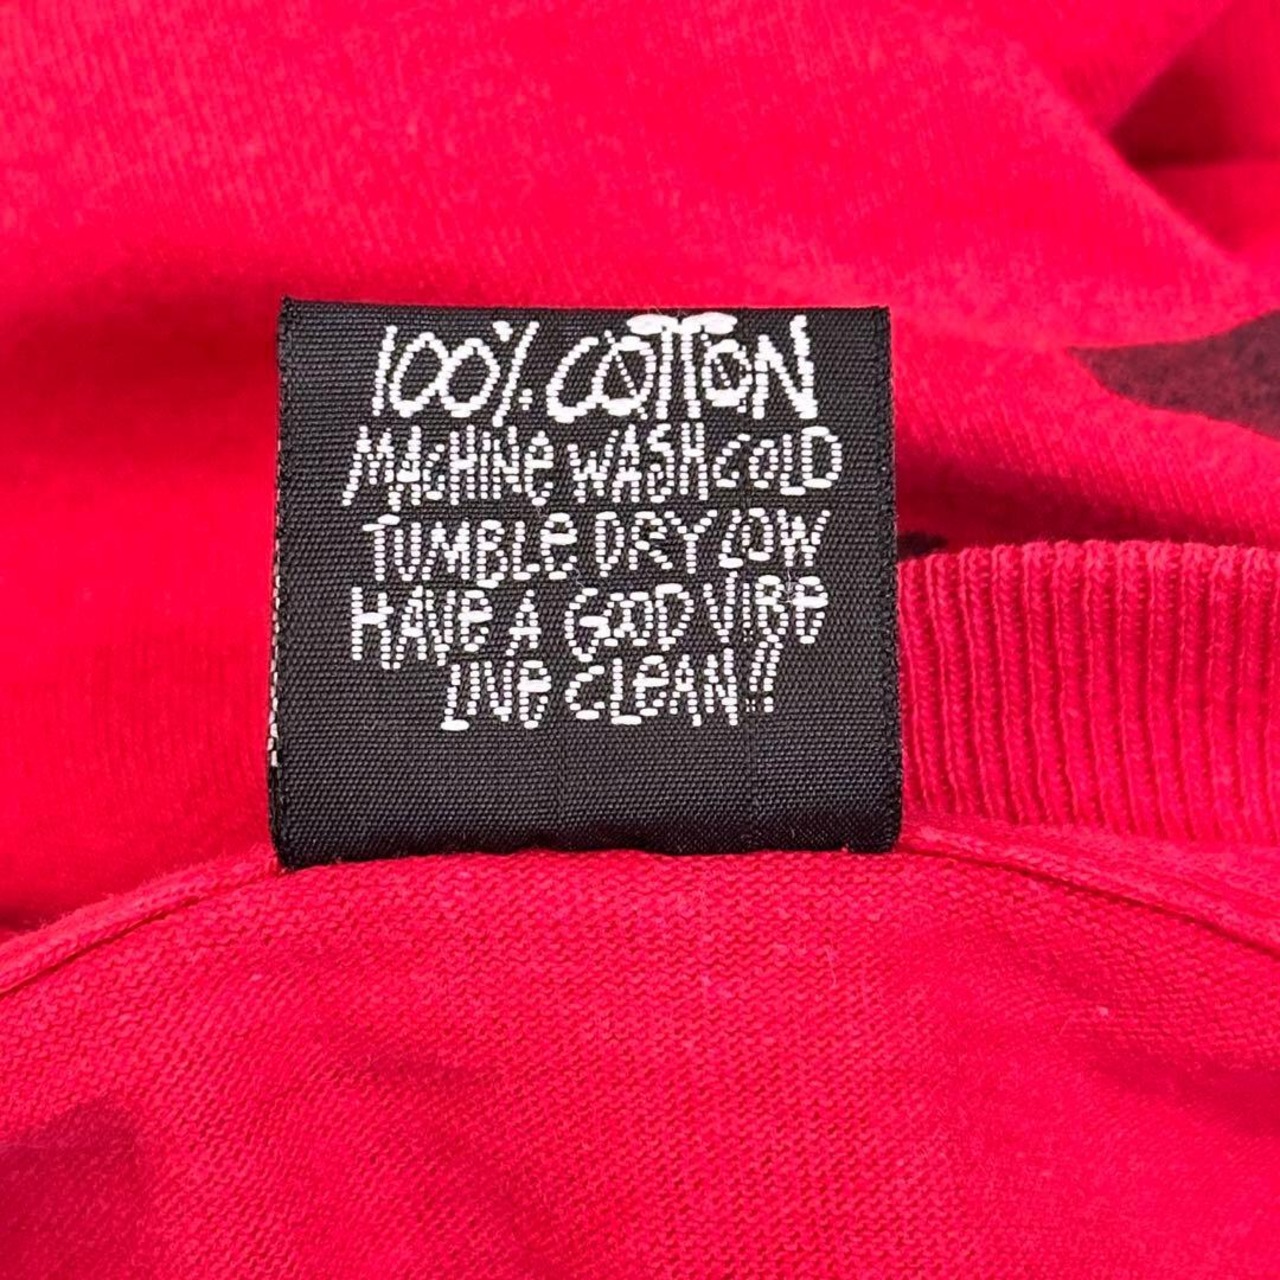 100% COTTON
MACHINe WASH COLD
TUMBLe DRY LOW
HAVe A GOOD VIBe
LIVe CLeAN!!